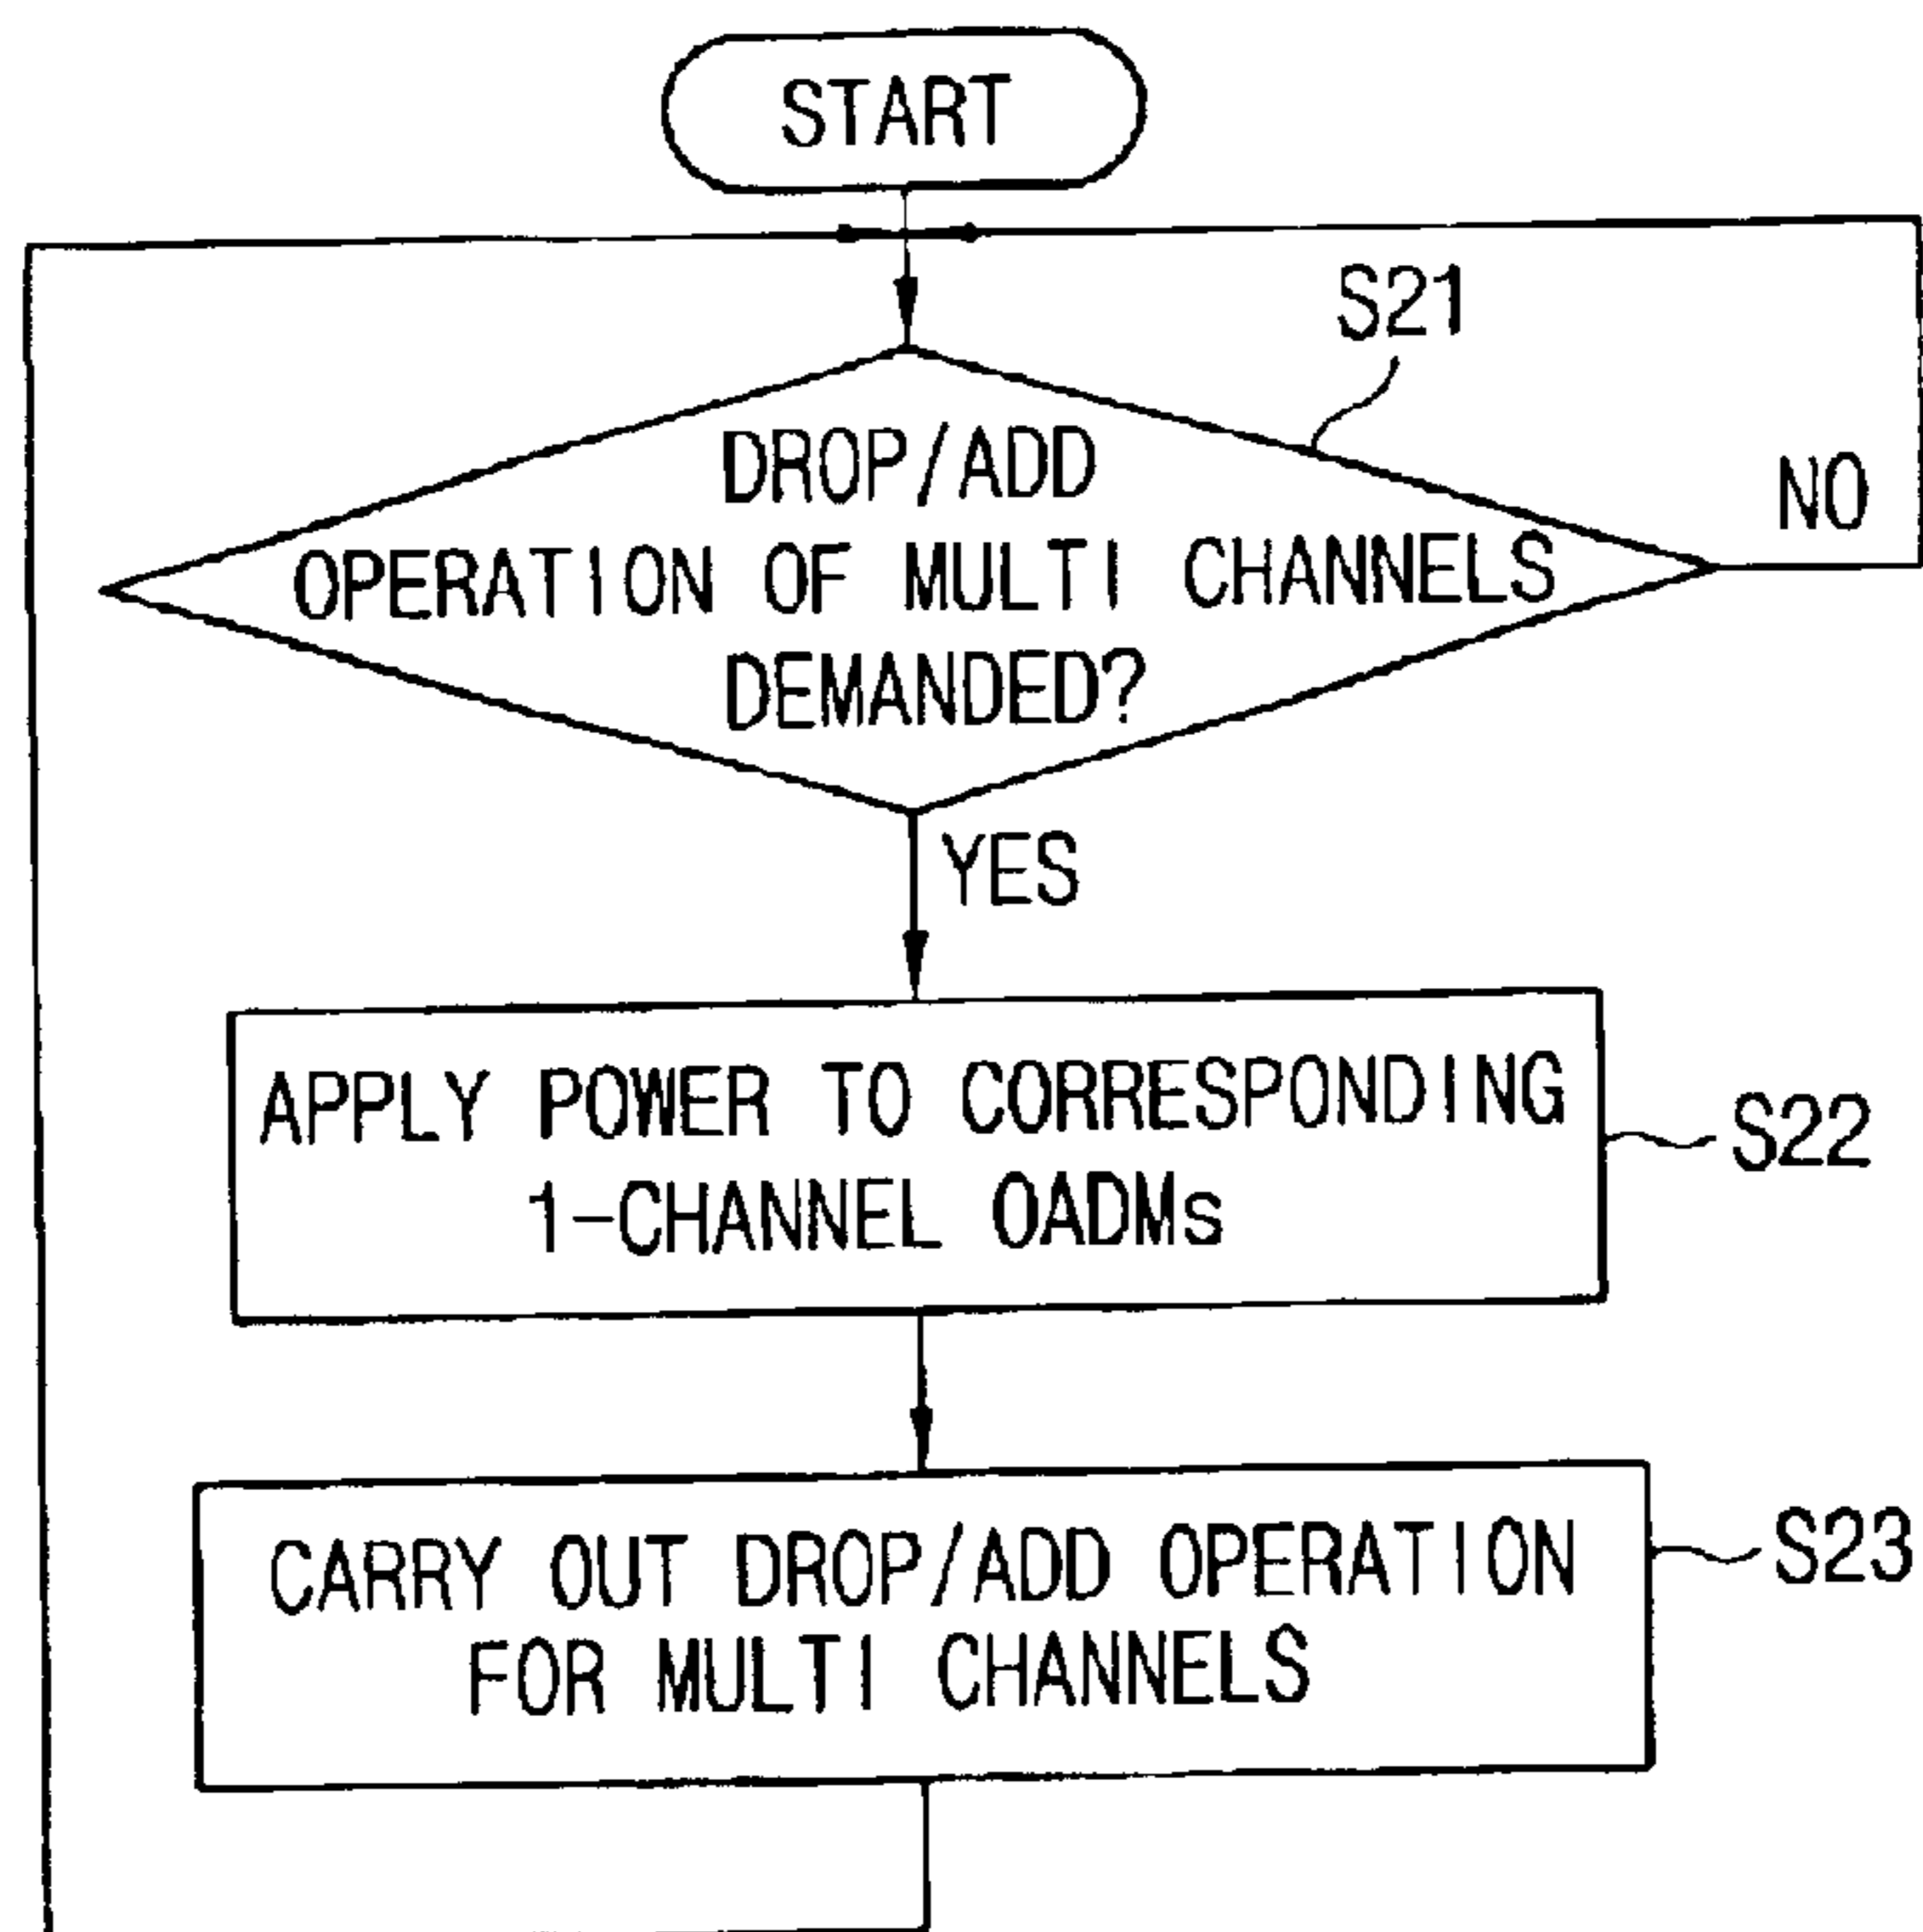 START
S21
DROP/ADD
OPERATION OF MULTI CHANNELS
DEMANDED?
NO
YES
APPLY POWER TO CORRESPONDING
1-CHANNEL OADMs
S22
CARRY OUT DROP/ADD OPERATION
FOR MULTI CHANNELS
S23